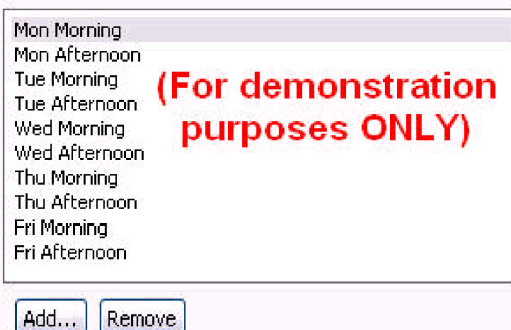 Mon Morning
Mon Afternoon
Tue Morning
Tue Afternoon
Wed Morning
Wed Afternoon
Thu Morning
Thu Afternoon
Fri Morning
Fri Afternoon
(For demonstration
purposes ONLY)
Add...
Remove